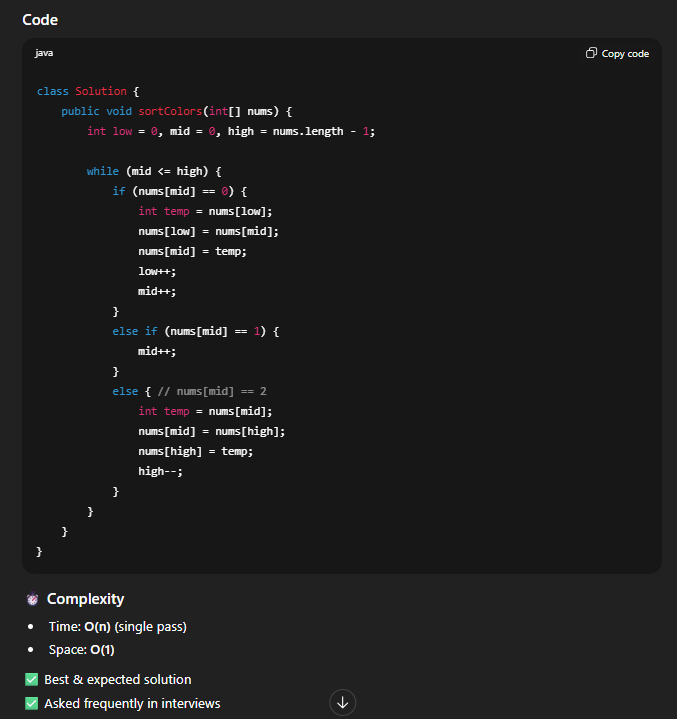 Code
java
Copy code
class Solution {
    public void sortColors(int[] nums) {
        int low = 0, mid = 0, high = nums.length - 1;
        while (mid <= high) {
            if (nums[mid] == 0) {
                int temp = nums[low];
                nums[low] = nums[mid];
                nums[mid] = temp;
                low++;
                mid++;
            }
            else if (nums[mid] == 1) {
                mid++;
            }
            else { // nums[mid] == 2
                int temp = nums[mid];
                nums[mid] = nums[high];
                nums[high] = temp;
                high--;
            }
        }
    }
}
Complexity
• Time: O(n) (single pass)
• Space: O(1)
✅ Best & expected solution
✅ Asked frequently in interviews